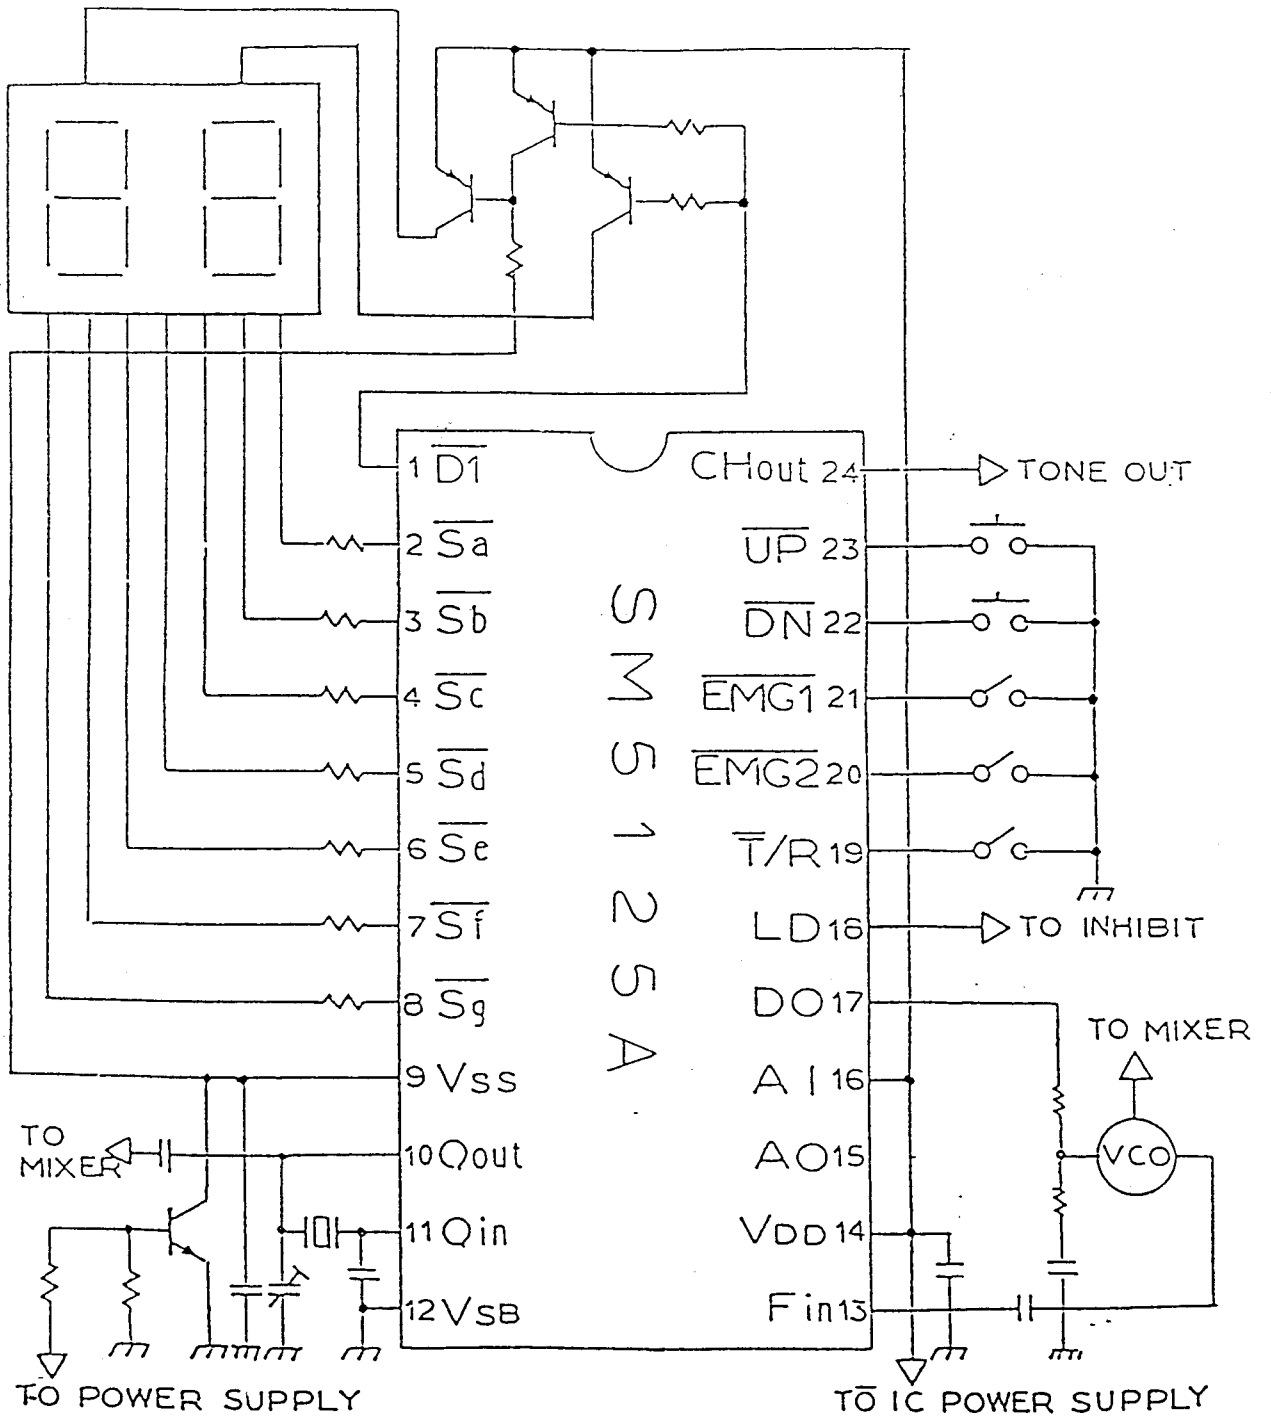 1 D1
CHout 24
TONE OUT
2 Sa
UP 23
3 Sb
DN 22
4 Sc
EMG1 21
5 Sd
EMG2 20
6 Se
T/R 19
7 Sf
LD 18
TO INHIBIT
8 Sg
DO 17
TO MIXER
SM5125A
9 VSS
AI 16
TO
MIXER
10 Qout
AO 15
VCO
11 Qin
VDD 14
12 VSB
Fin 13
TO POWER SUPPLY
TO IC POWER SUPPLY